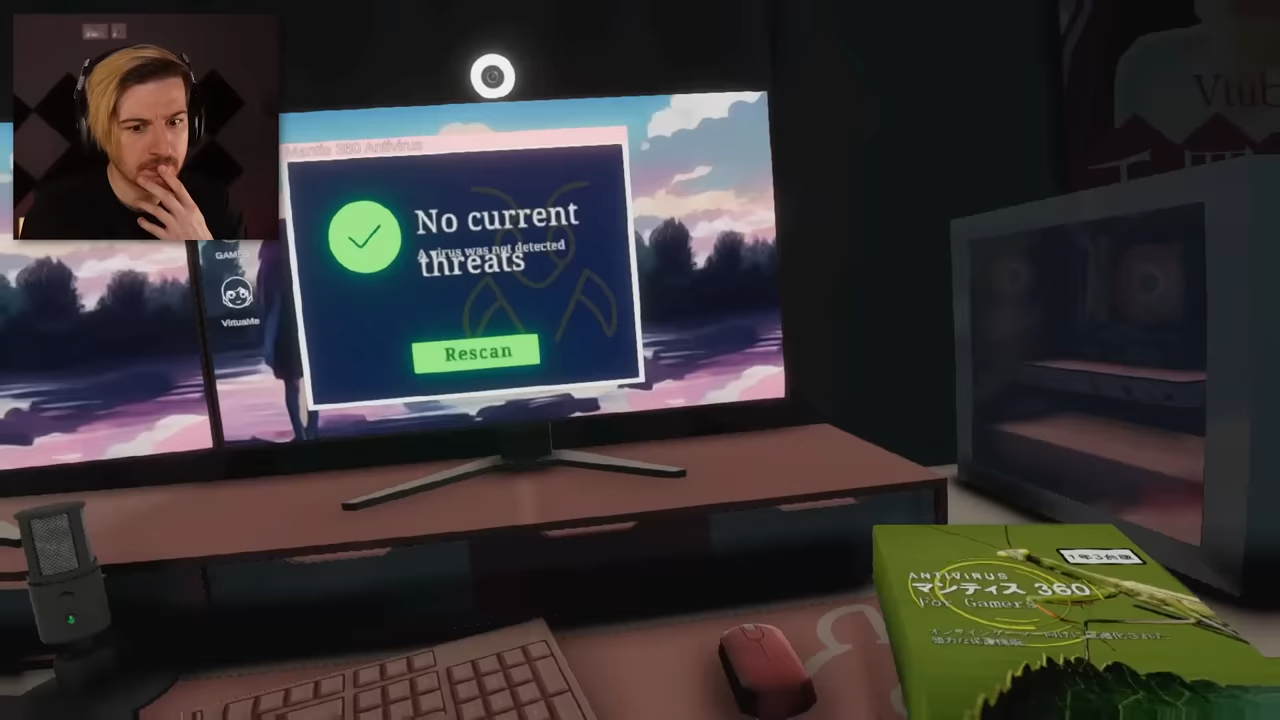 Vtub
Mantis 360 Antivirus
No current
A virus was not detected
threats
GAMES
VirtuaMe
Rescan
1年3台版
ANTIVIRUS
マンティス 360
For Gamers